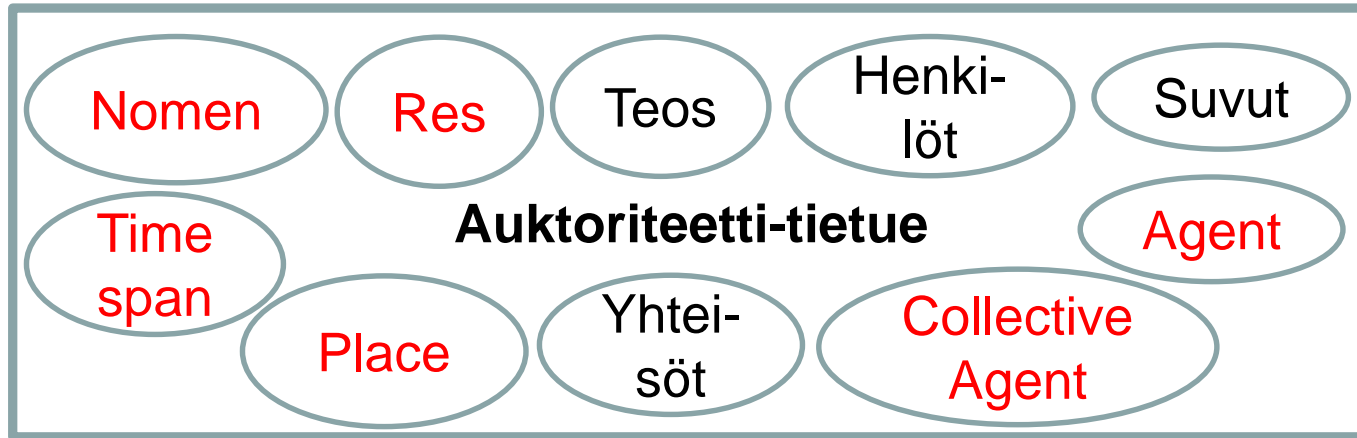 Nomen
Res
Teos
Henki-
löt
Suvut
Time
span
Auktoriteetti-tietue
Agent
Place
Yhtei-
söt
Collective
Agent